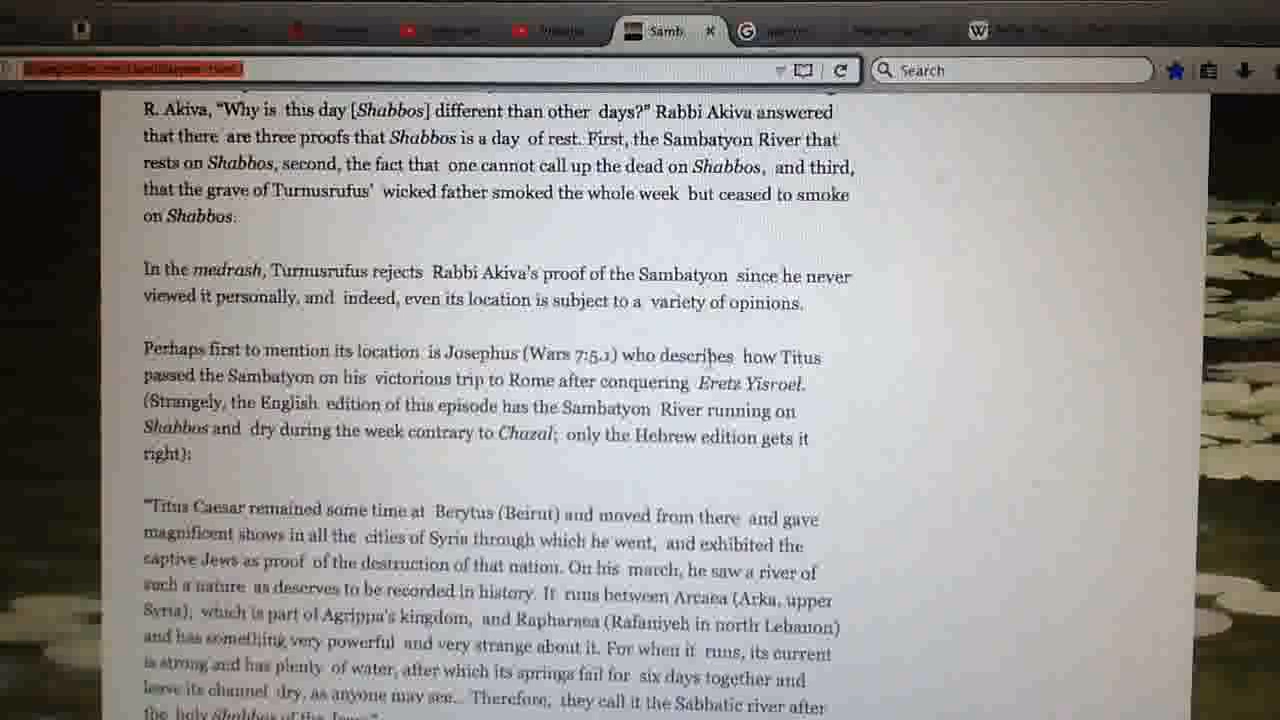 Samb
Search
R. Akiva, “Why is this day [Shabbos] different than other days?” Rabbi Akiva answered
that there are three proofs that Shabbos is a day of rest. First, the Sambatyon River that
rests on Shabbos, second, the fact that one cannot call up the dead on Shabbos, and third,
that the grave of Turnusrufus’ wicked father smoked the whole week but ceased to smoke
on Shabbos.
In the medrash, Turnusrufus rejects Rabbi Akiva’s proof of the Sambatyon since he never
viewed it personally, and indeed, even its location is subject to a variety of opinions.
Perhaps first to mention its location is Josephus (Wars 7:5.1) who describes how Titus
passed the Sambatyon on his victorious trip to Rome after conquering Eretz Yisroel.
(Strangely, the English edition of this episode has the Sambatyon River running on
Shabbos and dry during the week contrary to Chazal; only the Hebrew edition gets it
right):
“Titus Caesar remained some time at Berytus (Beirut) and moved from there and gave
magnificent shows in all the cities of Syria through which he went, and exhibited the
captive Jews as proof of the destruction of that nation. On his march, he saw a river of
such a nature as deserves to be recorded in history. It runs between Arcaea (Arka, upper
Syria), which is part of Agrippa’s kingdom, and Raphanaea (Rafaniyeh in north Lebanon)
and has something very powerful and very strange about it. For when it runs, its current
is strong and has plenty of water, after which its springs fail for six days together and
leave its channel dry, as anyone may see... Therefore, they call it the Sabbatic river after
the holy Shabbos of the Jews.”